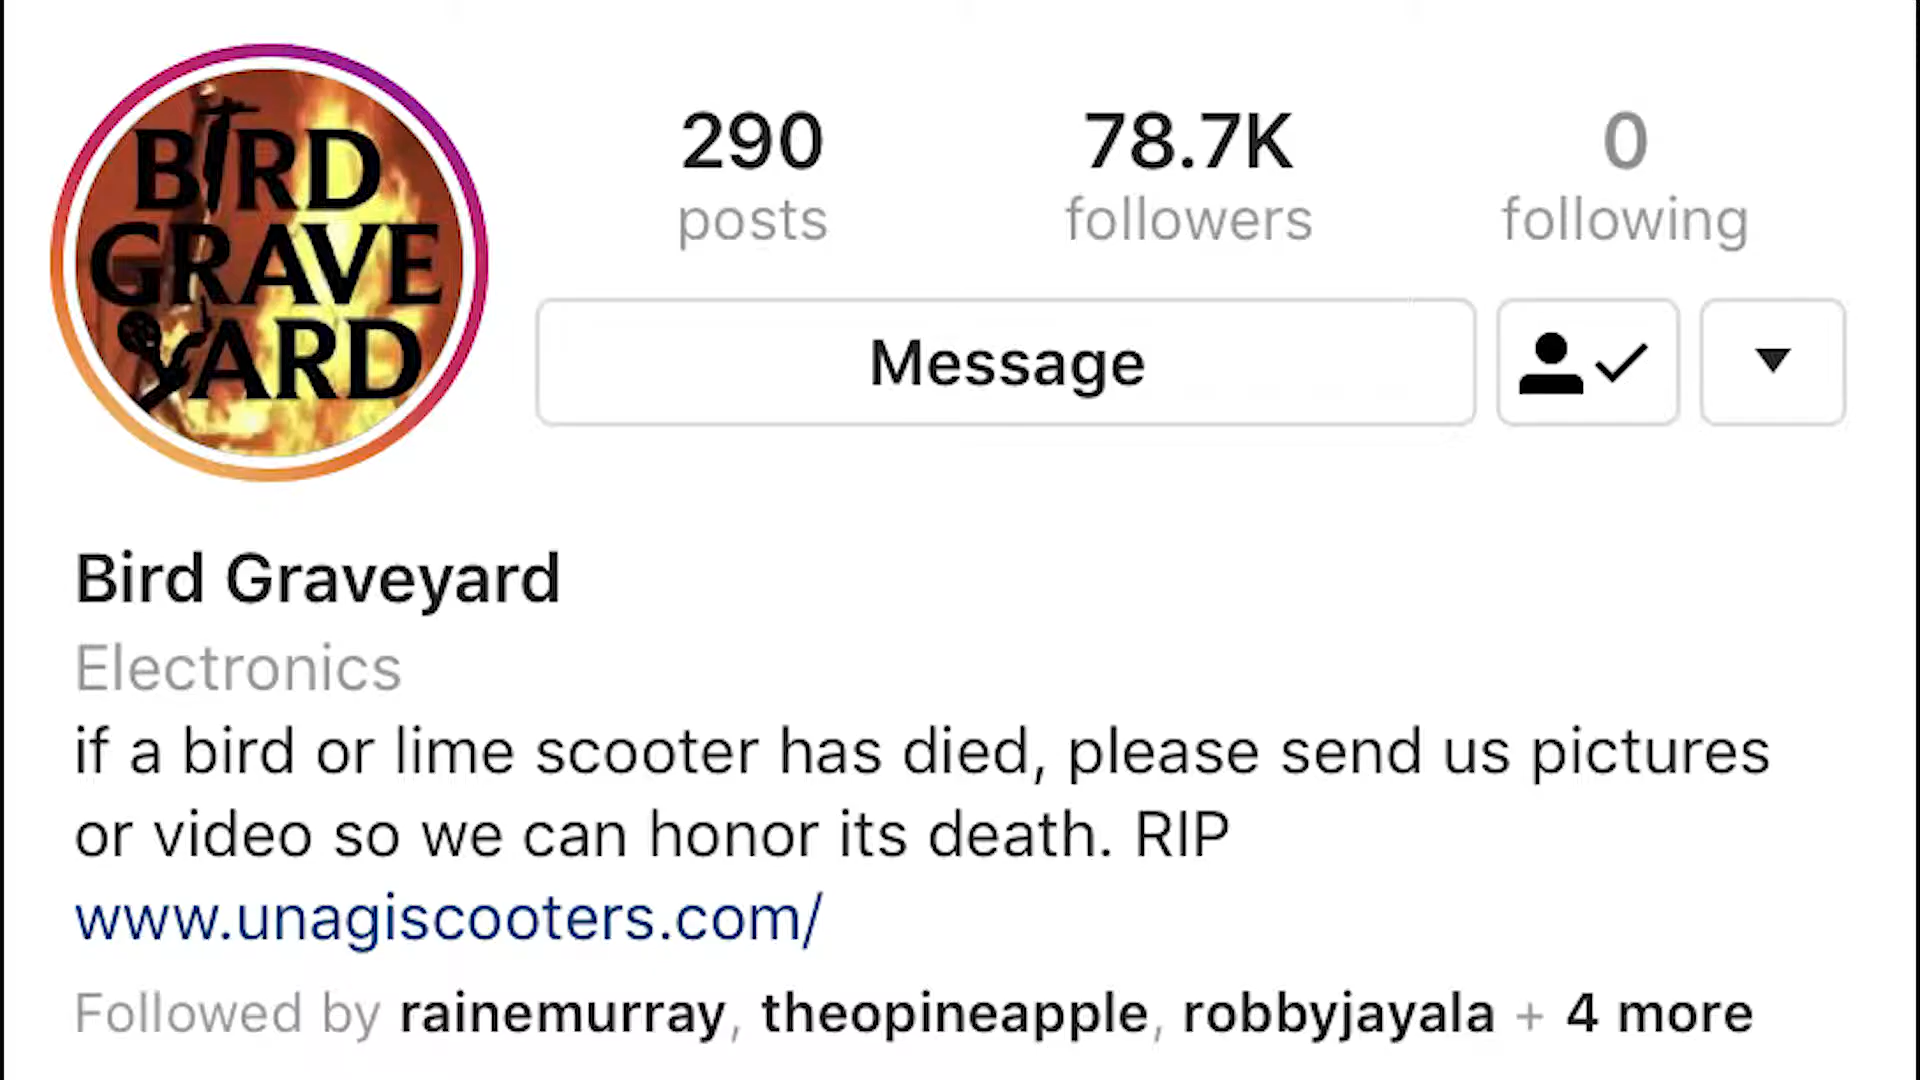 BIRD
GRAVE
YARD
290
posts
78.7K
followers
0
following
Message
Bird Graveyard
Electronics
if a bird or lime scooter has died, please send us pictures
or video so we can honor its death. RIP
www.unagiscooters.com/
Followed by rainemurray, theopineapple, robbyjayala + 4 more